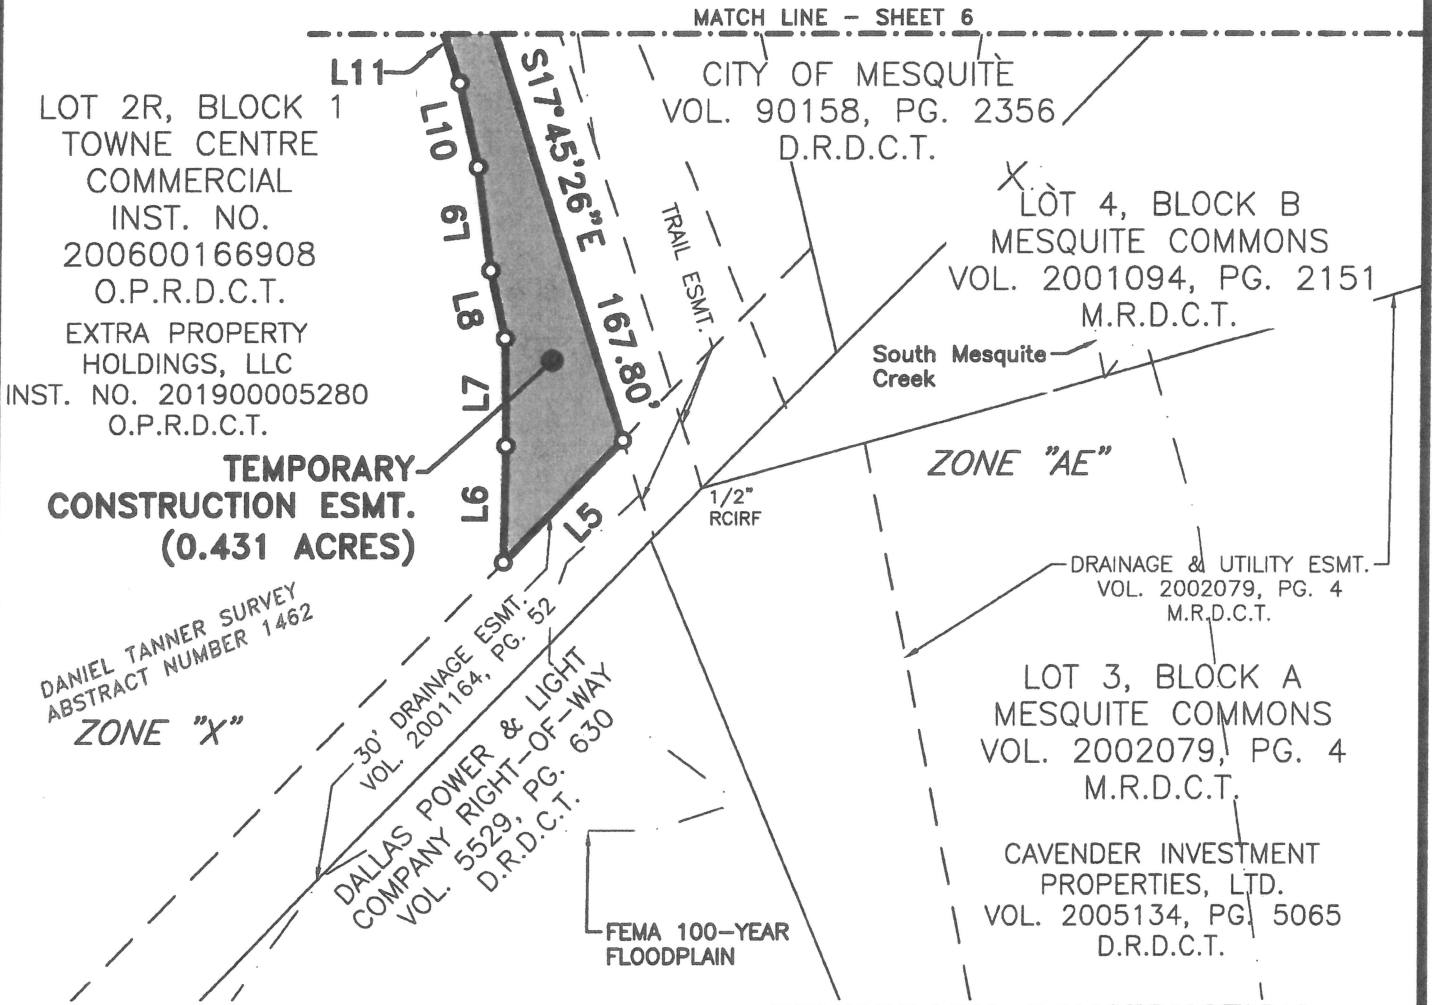 MATCH LINE - SHEET 6
L11
LOT 2R, BLOCK 1
TOWNE CENTRE
COMMERCIAL
INST. NO.
200600166908
O.P.R.D.C.T.
EXTRA PROPERTY
HOLDINGS, LLC
INST. NO. 201900005280
O.P.R.D.C.T.
TEMPORARY
CONSTRUCTION ESMT.
(0.431 ACRES)
L10
L9
L8
L7
L6
L5
S17°45'26"E 167.80'
TRAIL ESMT.
CITY OF MESQUITE
VOL. 90158, PG. 2356
D.R.D.C.T.
X
LOT 4, BLOCK B
MESQUITE COMMONS
VOL. 2001094, PG. 2151
M.R.D.C.T.
South Mesquite
Creek
ZONE "AE"
1/2"
RCIRF
DRAINAGE & UTILITY ESMT.
VOL. 2002079, PG. 4
M.R.D.C.T.
DANIEL TANNER SURVEY
ABSTRACT NUMBER 1462
ZONE "X"
30' DRAINAGE ESMT.
VOL. 2001164, PG. 52
DALLAS POWER & LIGHT
COMPANY RIGHT-OF-WAY
VOL. 5529, PG. 630
D.R.D.C.T.
LOT 3, BLOCK A
MESQUITE COMMONS
VOL. 2002079, PG. 4
M.R.D.C.T.
CAVENDER INVESTMENT
PROPERTIES, LTD.
VOL. 2005134, PG. 5065
D.R.D.C.T.
FEMA 100-YEAR
FLOODPLAIN